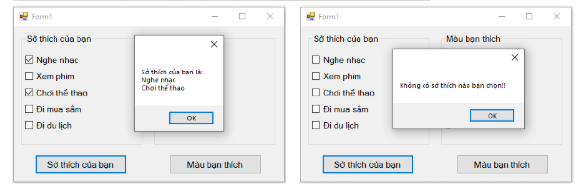 Form1
Sở thích của bạn
Nghe nhạc
Xem phim
Chơi thể thao
Đi mua sắm
Đi du lịch
Sở thích của bạn là:
Nghe nhạc
Chơi thể thao
OK
Sở thích của bạn
Màu bạn thích
Form1
Sở thích của bạn
Màu bạn thích
Nghe nhạc
Xem phim
Chơi thể thao
Đi mua sắm
Đi du lịch
Không có sở thích nào bạn chọn!!
OK
Sở thích của bạn
Màu bạn thích